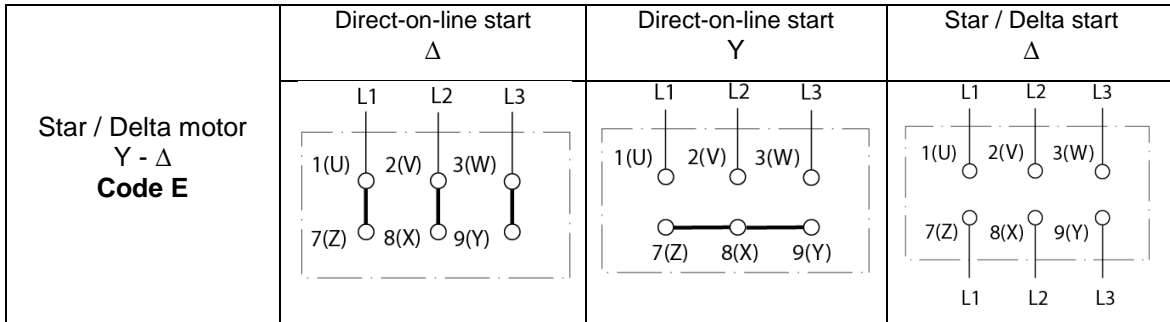 Direct-on-line start
Δ
Direct-on-line start
Y
Star / Delta start
Δ
Star / Delta motor
Y - Δ
Code E
L1 L2 L3
1(U) 2(V) 3(W)
7(Z) 8(X) 9(Y)
L1 L2 L3
1(U) 2(V) 3(W)
7(Z) 8(X) 9(Y)
L1 L2 L3
1(U) 2(V) 3(W)
7(Z) 8(X) 9(Y)
L1 L2 L3